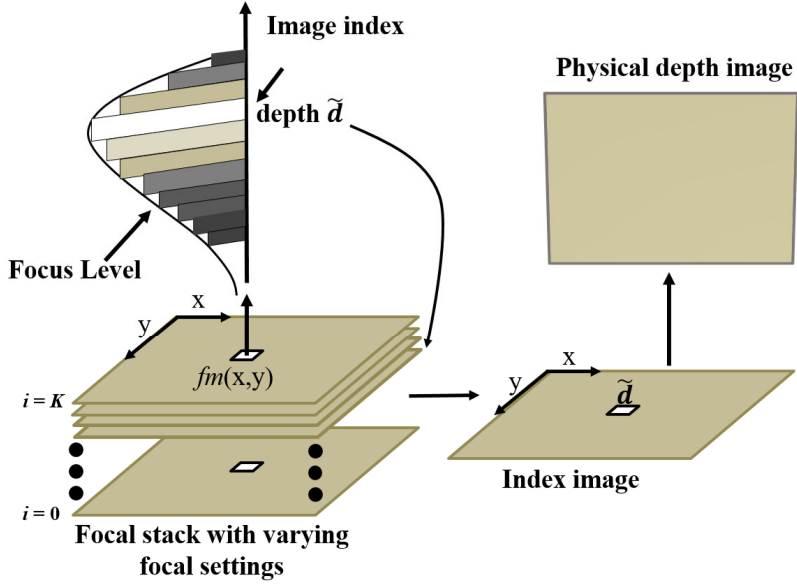 Image index
depth d̃
Focus Level
x
y
fm(x,y)
i = K
i=0
Focal stack with varying
focal settings
Physical depth image
x
y
d̃
Index image